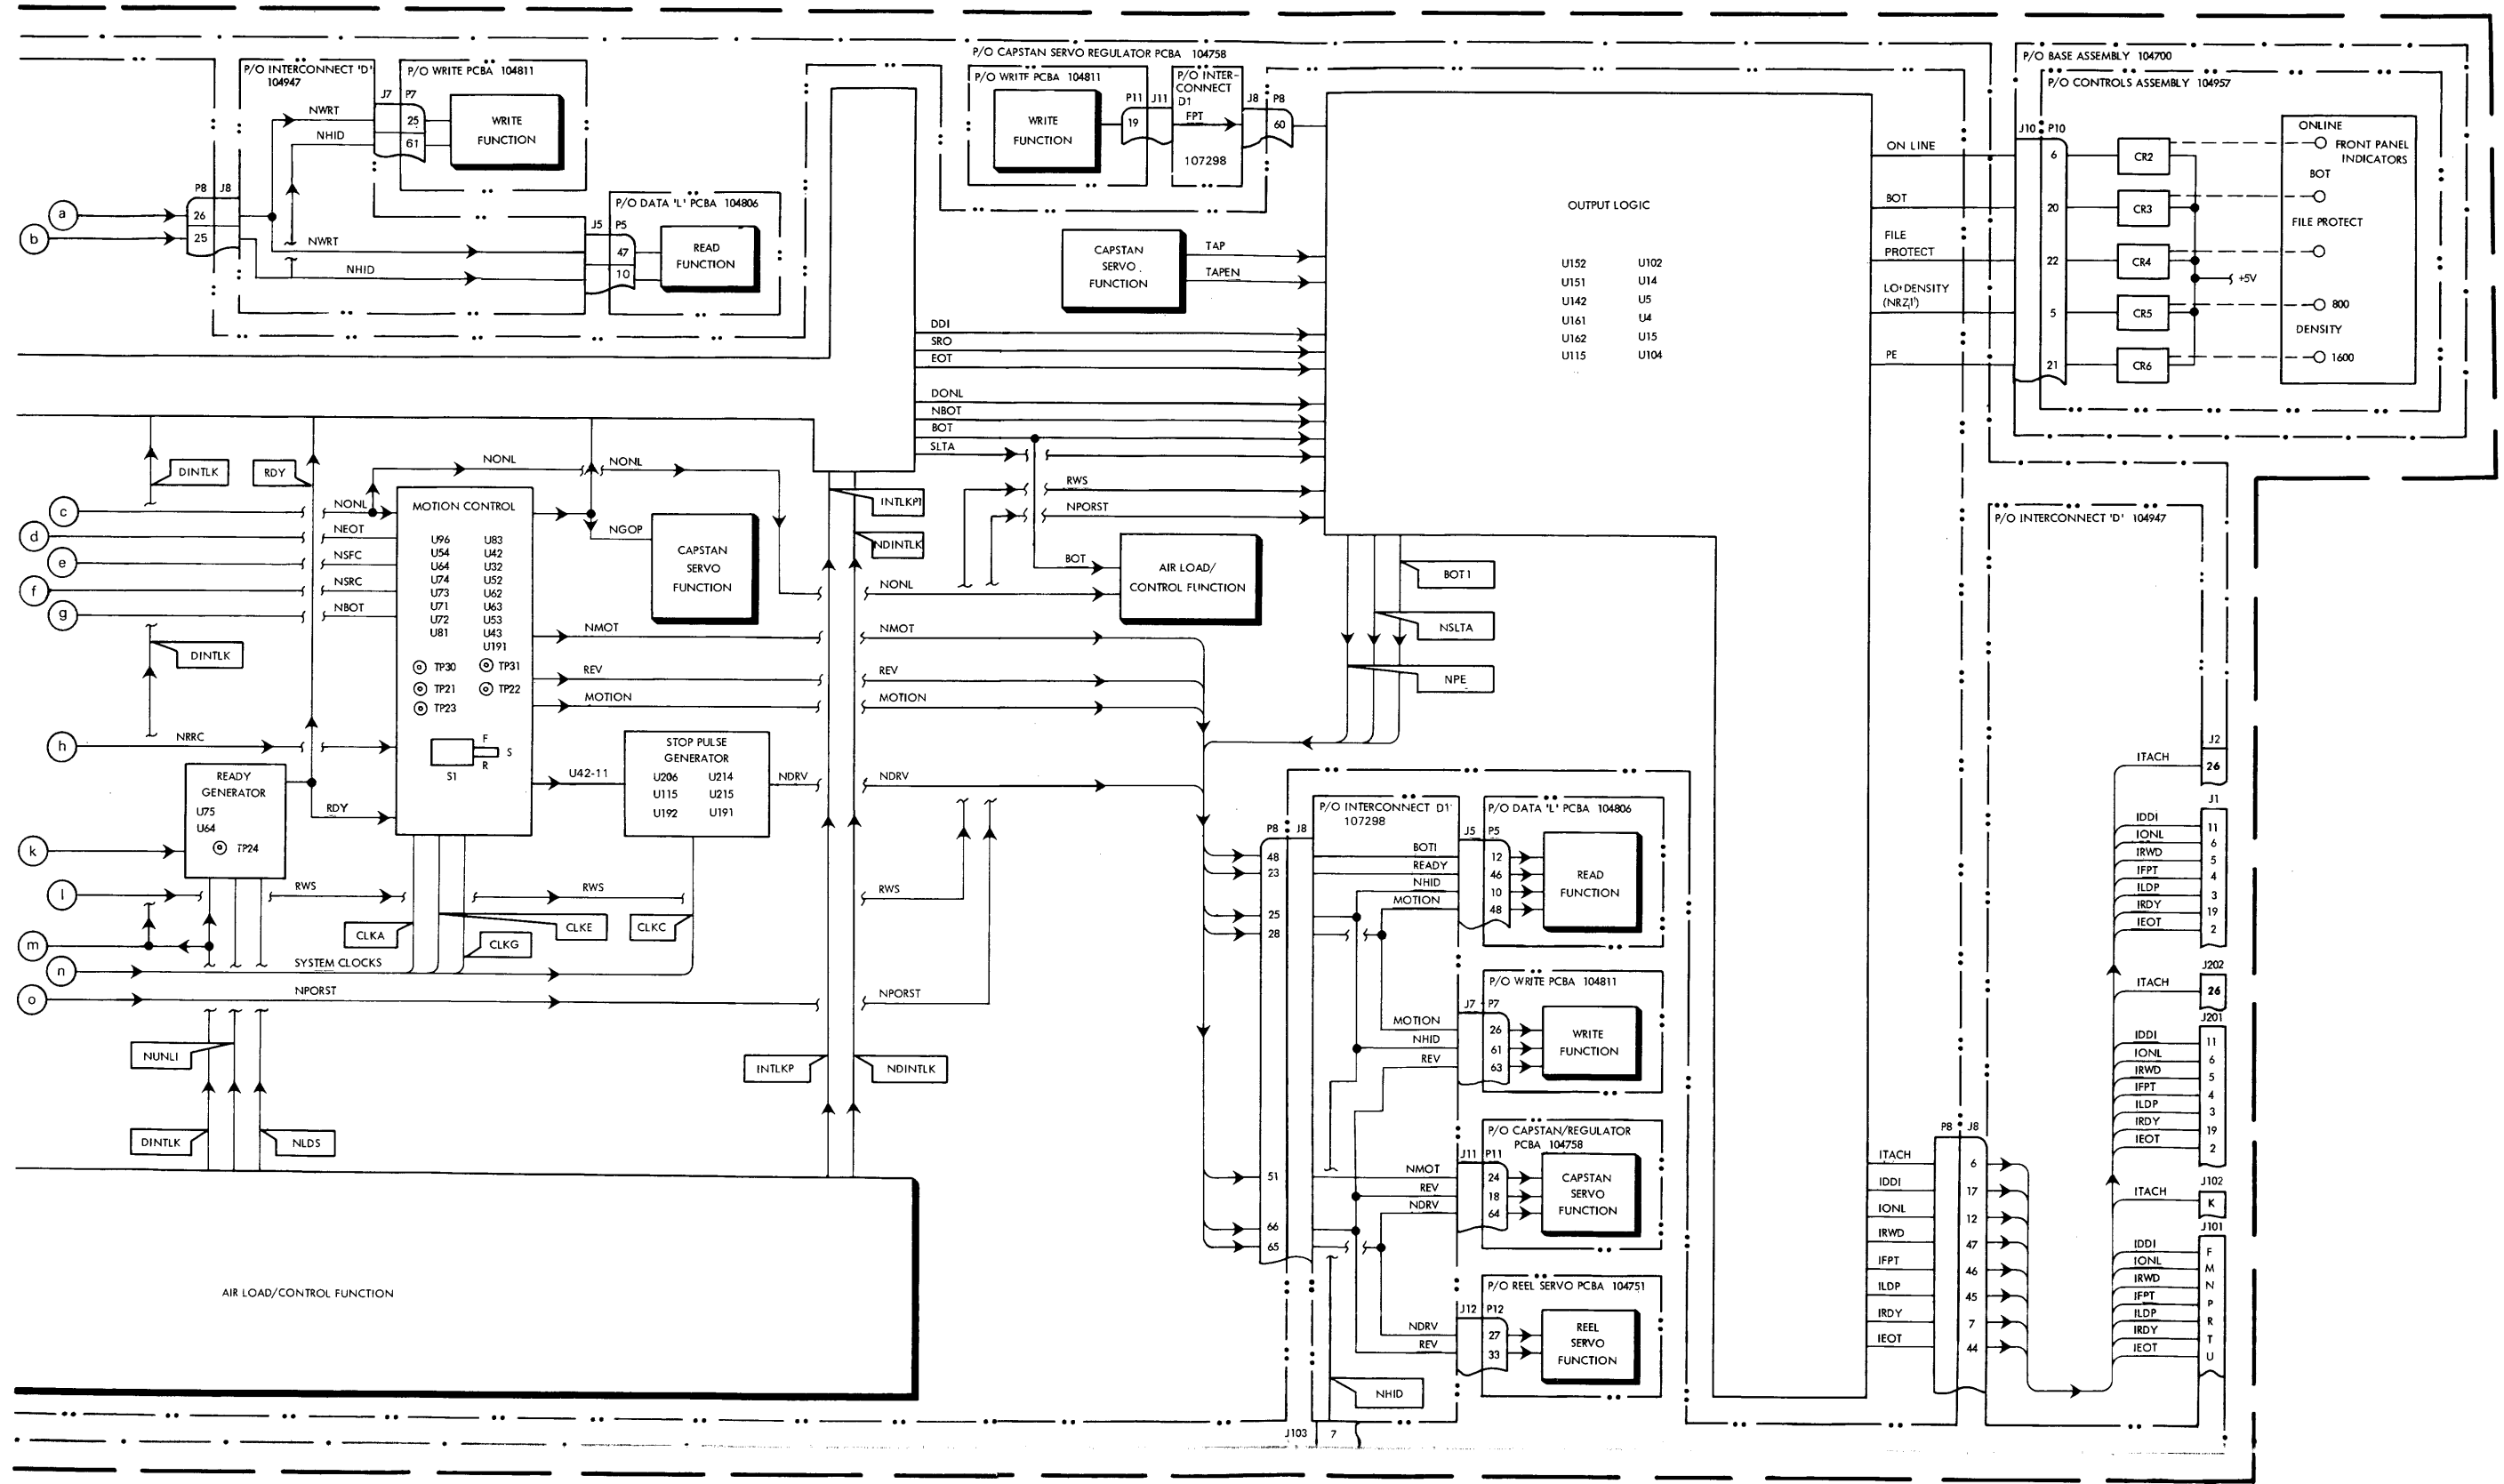 P/O INTERCONNECT 'D'
104947
P/O WRITE PCBA 104811
J7 P7
NWRT
25
NHID
61
WRITE
FUNCTION
P8 J8
a
26
b
25
NWRT
NHID
P/O DATA 'L' PCBA 104806
J5 P5
47
10
READ
FUNCTION
P/O CAPSTAN SERVO REGULATOR PCBA 104758
P/O WRITE PCBA 104811
WRITE
FUNCTION
P11 J11
19
P/O INTER-
CONNECT
D1
FPT
107298
J8 P8
60
CAPSTAN
SERVO
FUNCTION
TAP
TAPEN
DDI
SRO
EOT
DONL
NBOT
BOT
SLTA
RWS
NPORST
OUTPUT LOGIC
U152 U102
U151 U14
U142 U5
U161 U4
U162 U15
U115 U104
ON LINE
BOT
FILE
PROTECT
LO DENSITY
(NRZ1)
PE
P/O BASE ASSEMBLY 104700
P/O CONTROLS ASSEMBLY 104957
J10 P10
6
20
22
5
21
CR2
CR3
CR4
CR5
CR6
+5V
ONLINE
FRONT PANEL
INDICATORS
BOT
FILE PROTECT
800
DENSITY
1600
DINTLK
RDY
NONL
NONL
c
NONL
d
NEOT
e
NSFC
f
NSRC
g
NBOT
DINTLK
h
NRRC
MOTION CONTROL
U96 U83
U54 U42
U64 U32
U74 U52
U73 U62
U71 U63
U72 U53
U81 U43
U191
TP30 TP31
TP21 TP22
TP23
F
S
R
S1
NGOP
CAPSTAN
SERVO
FUNCTION
INTLKP1
NDINTLK
NONL
BOT
AIR LOAD/
CONTROL FUNCTION
NMOT
NMOT
REV
REV
MOTION
MOTION
BOT1
NSLTA
NPE
U42-11
STOP PULSE
GENERATOR
U206 U214
U115 U215
U192 U191
NDRV
NDRV
READY
GENERATOR
U75
U64
TP24
RDY
k
l
RWS
RWS
RWS
CLKA
CLKG
CLKE
CLKC
m
n
SYSTEM CLOCKS
o
NPORST
NPORST
NUNLI
DINTLK
NLDS
INTLKP
NDINTLK
AIR LOAD/CONTROL FUNCTION
P8 J8
48
23
25
28
51
66
65
P/O INTERCONNECT D1
107298
BOTI
READY
NHID
MOTION
J5 P5
12
46
10
48
P/O DATA 'L' PCBA 104806
READ
FUNCTION
P/O WRITE PCBA 104811
J7 P7
MOTION
NHID
REV
26
61
63
WRITE
FUNCTION
P/O CAPSTAN/REGULATOR
PCBA 104758
J11 P11
NMOT
REV
NDRV
24
18
64
CAPSTAN
SERVO
FUNCTION
P/O REEL SERVO PCBA 104751
J12 P12
NDRV
REV
27
33
REEL
SERVO
FUNCTION
NHID
J103 7
ITACH
IDDI
IONL
IRWD
IFPT
ILDP
IRDY
IEOT
P8 J8
6
17
12
47
46
45
7
44
P/O INTERCONNECT 'D' 104947
J2
ITACH 26
J1
IDDI 11
IONL 6
IRWD 5
IFPT 4
ILDP 3
IRDY 19
IEOT 2
J202
ITACH 26
J201
IDDI 11
IONL 6
IRWD 5
IFPT 4
ILDP 3
IRDY 19
IEOT 2
J102
ITACH K
J101
IDDI F
IONL M
IRWD N
IFPT P
ILDP R
IRDY T
IEOT U